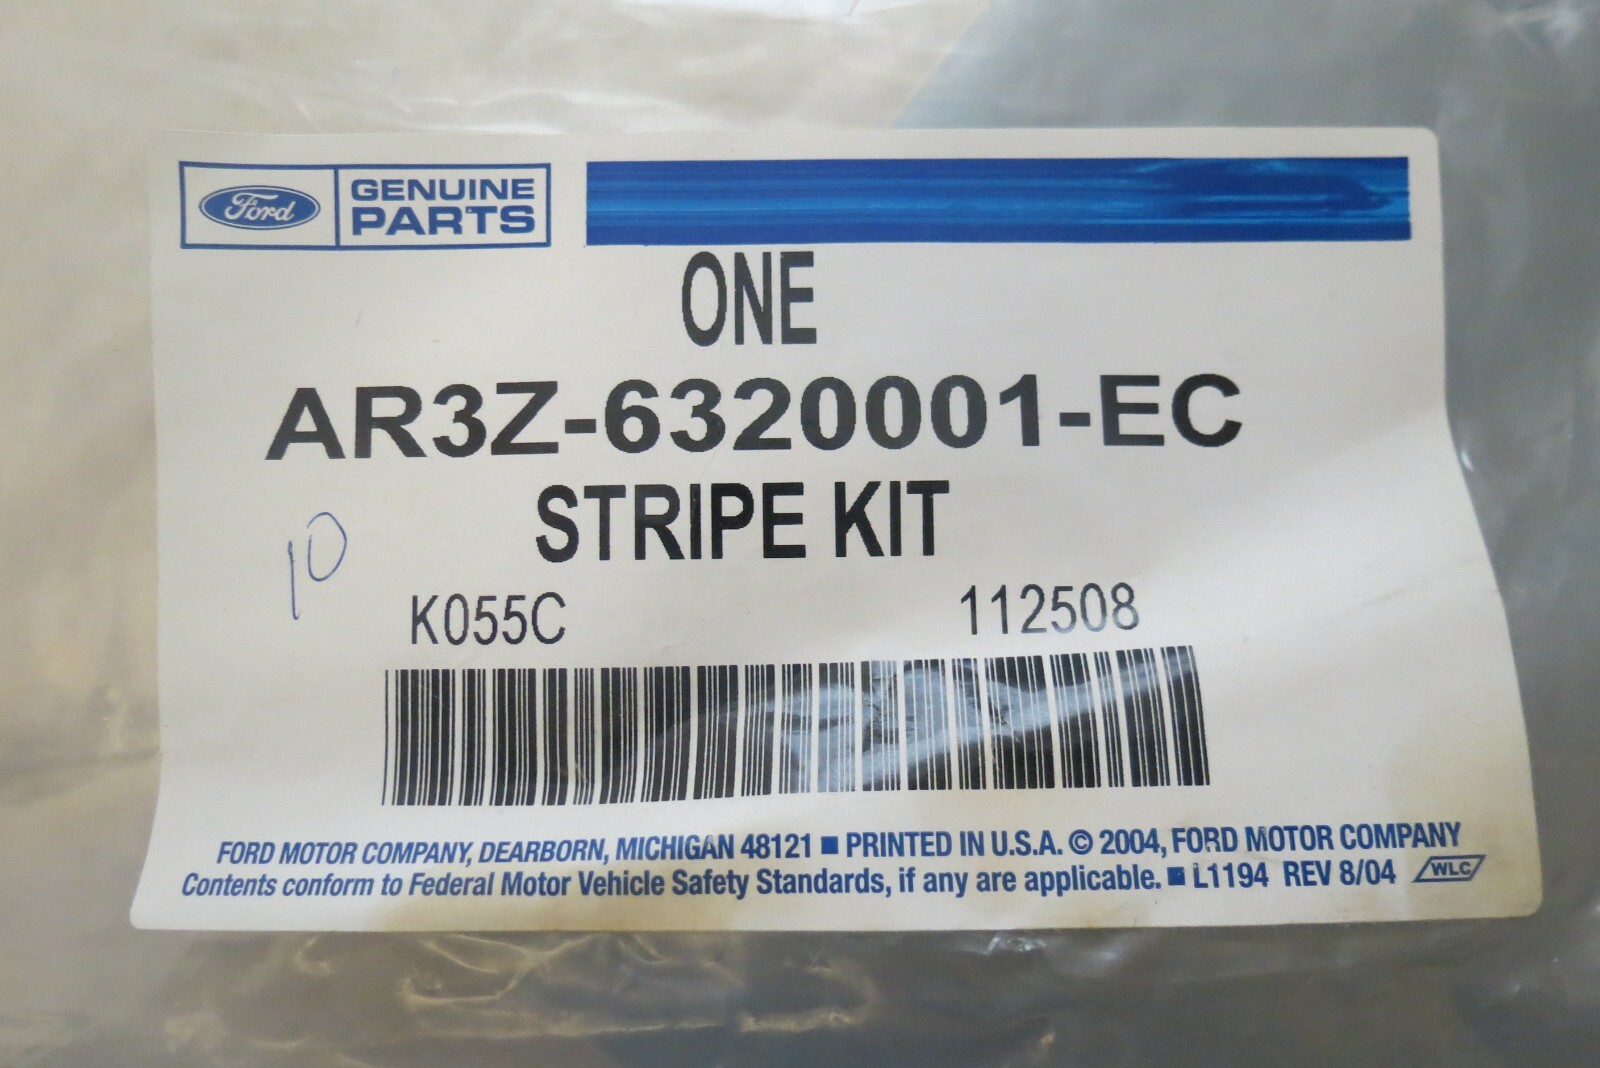 Ford GENUINE PARTS
ONE
AR3Z-6320001-EC
STRIPE KIT
10
K055C 112508
FORD MOTOR COMPANY, DEARBORN, MICHIGAN 48121 ■ PRINTED IN U.S.A. © 2004, FORD MOTOR COMPANY
Contents conform to Federal Motor Vehicle Safety Standards, if any are applicable. ■ L1194 REV 8/04 WLC